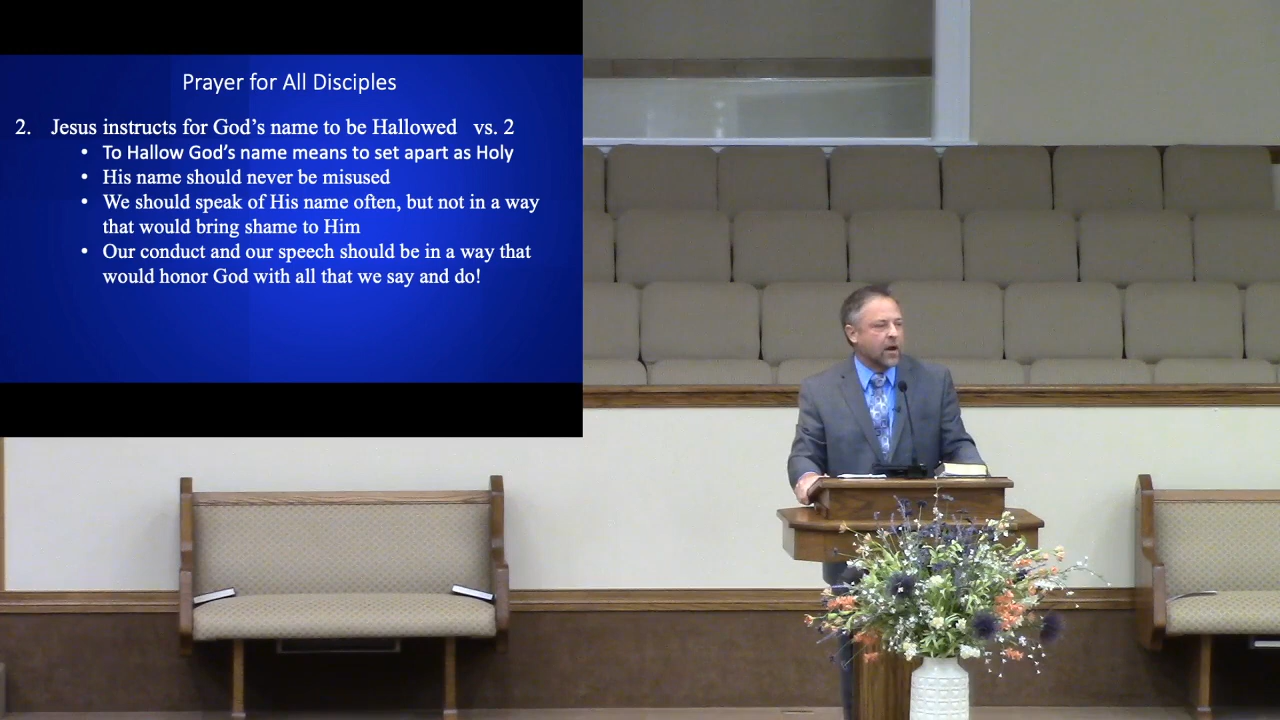 Prayer for All Disciples
2. Jesus instructs for God's name to be Hallowed vs. 2
• To Hallow God's name means to set apart as Holy
• His name should never be misused
• We should speak of His name often, but not in a way
that would bring shame to Him
• Our conduct and our speech should be in a way that
would honor God with all that we say and do!